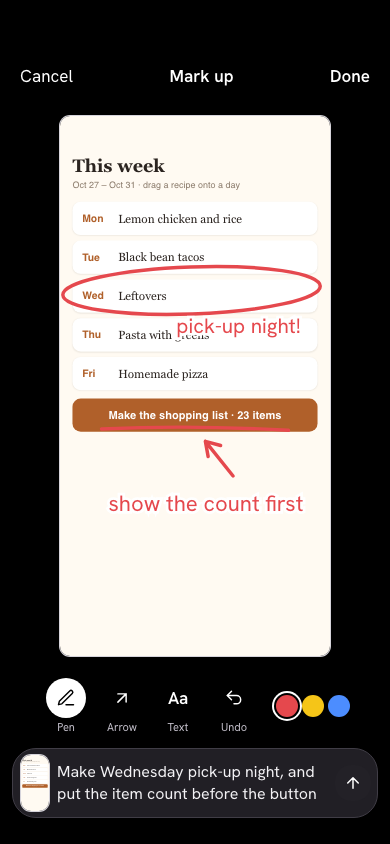 Cancel
Mark up
Done
This week
Oct 27 – Oct 31 · drag a recipe onto a day
Mon Lemon chicken and rice
Tue Black bean tacos
Wed Leftovers
pick-up night!
Thu Pasta with greens
Fri Homemade pizza
Make the shopping list · 23 items
show the count first
Aa
Pen
Arrow
Text
Undo
Make Wednesday pick-up night, and
put the item count before the button